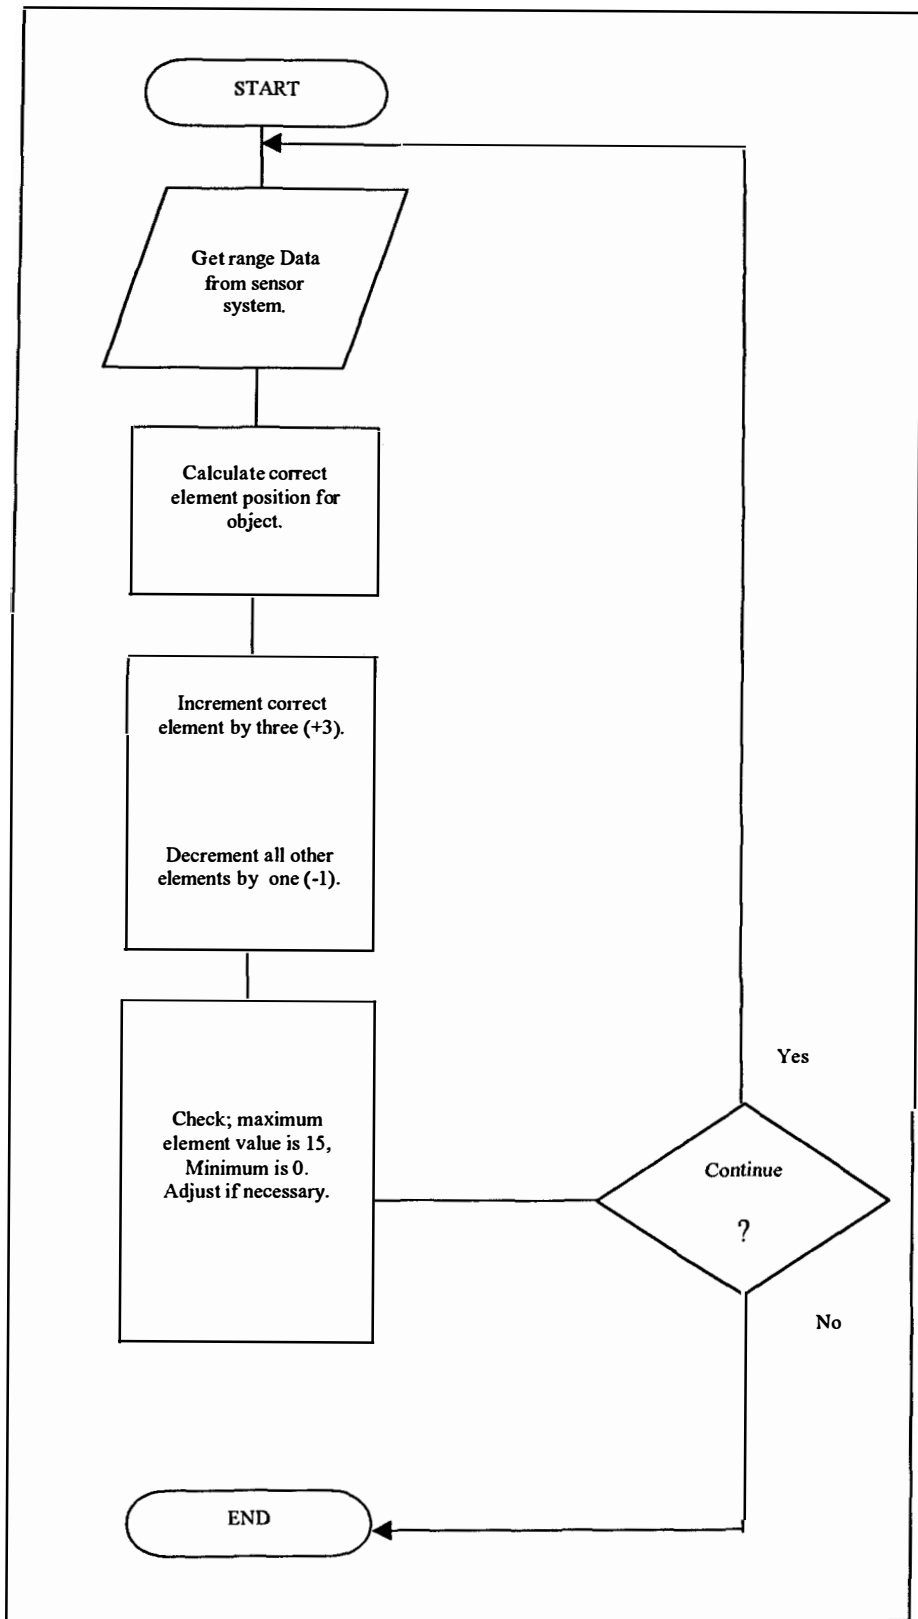 START
Get range Data
from sensor
system.
Calculate correct
element position for
object.
Increment correct
element by three (+3).
Decrement all other
elements by one (-1).
Check; maximum
element value is 15,
Minimum is 0.
Adjust if necessary.
Yes
Continue
?
No
END